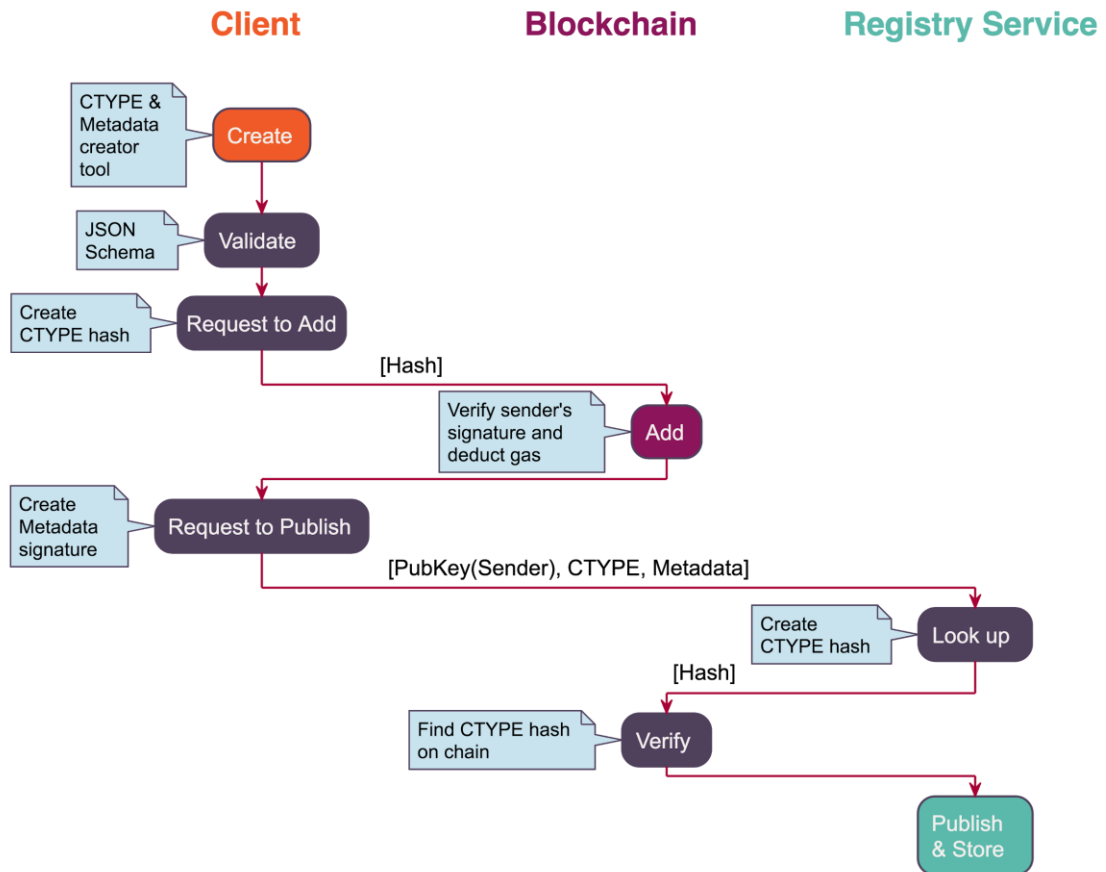 Client
Blockchain
Registry Service
CTYPE &
Metadata
creator
tool
Create
JSON
Schema
Validate
Create
CTYPE hash
Request to Add
[Hash]
Verify sender's
signature and
deduct gas
Add
Create
Metadata
signature
Request to Publish
[PubKey(Sender), CTYPE, Metadata]
Create
CTYPE hash
Look up
[Hash]
Find CTYPE hash
on chain
Verify
Publish
& Store